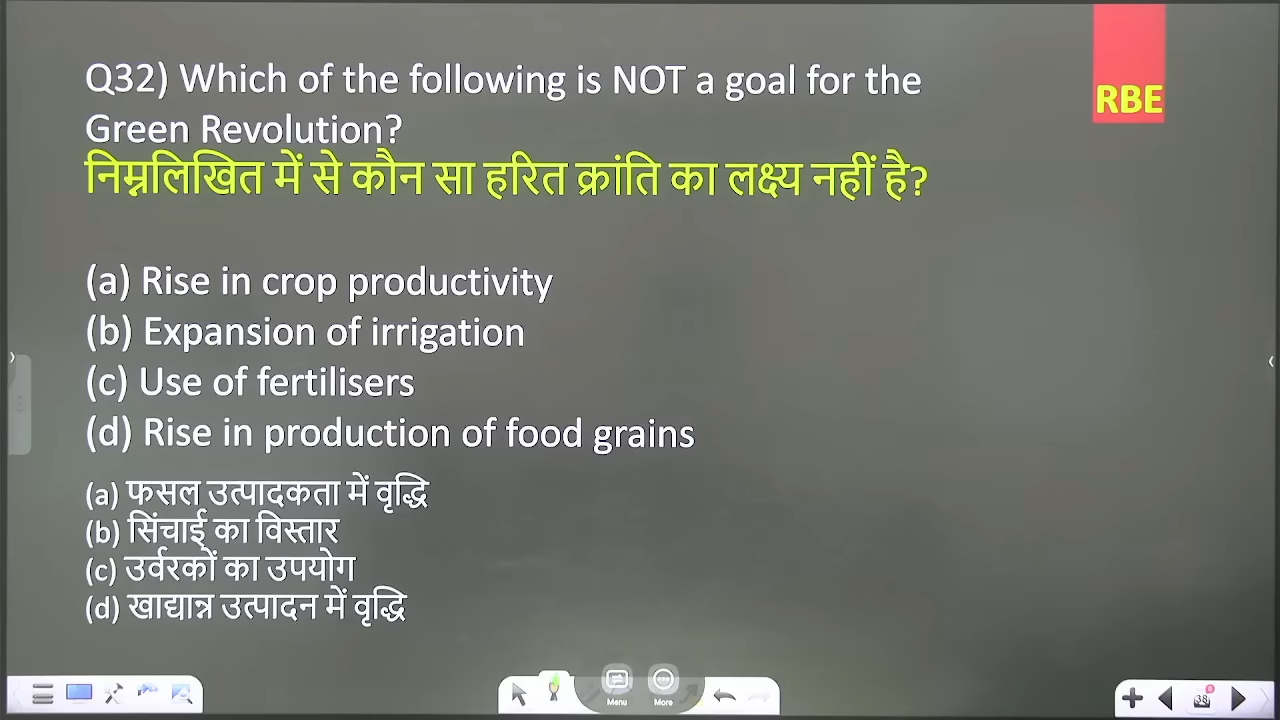 Q32) Which of the following is NOT a goal for the
Green Revolution?
RBE
निम्नलिखित में से कौन सा हरित क्रांति का लक्ष्य नहीं है?
(a) Rise in crop productivity
(b) Expansion of irrigation
(c) Use of fertilisers
(d) Rise in production of food grains
(a) फसल उत्पादकता में वृद्धि
(b) सिंचाई का विस्तार
(c) उर्वरकों का उपयोग
(d) खाद्यान्न उत्पादन में वृद्धि
Menu More